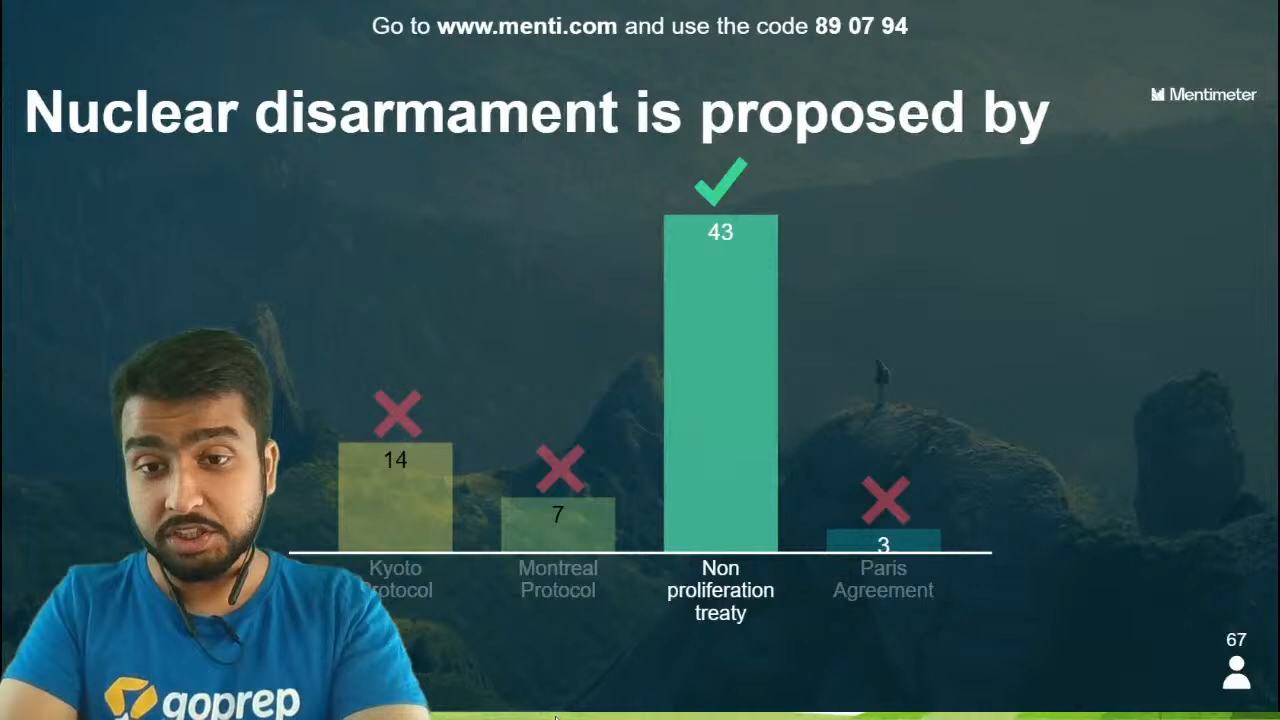 Go to www.menti.com and use the code 89 07 94
Nuclear disarmament is proposed by
Mentimeter
43
14
7
3
Kyoto
Protocol
Montreal
Protocol
Non
proliferation
treaty
Paris
Agreement
67
goprep